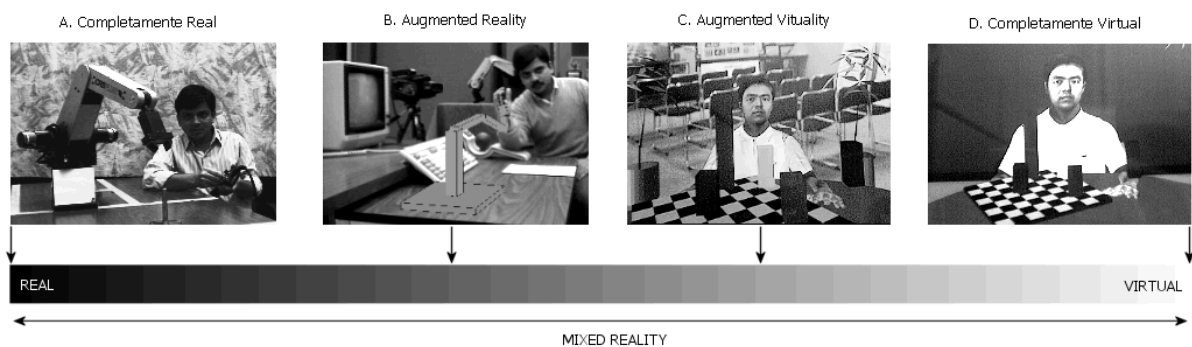 A. Completamente Real
B. Augmented Reality
C. Augmented Vituality
D. Completamente Virtual
REAL
VIRTUAL
MIXED REALITY